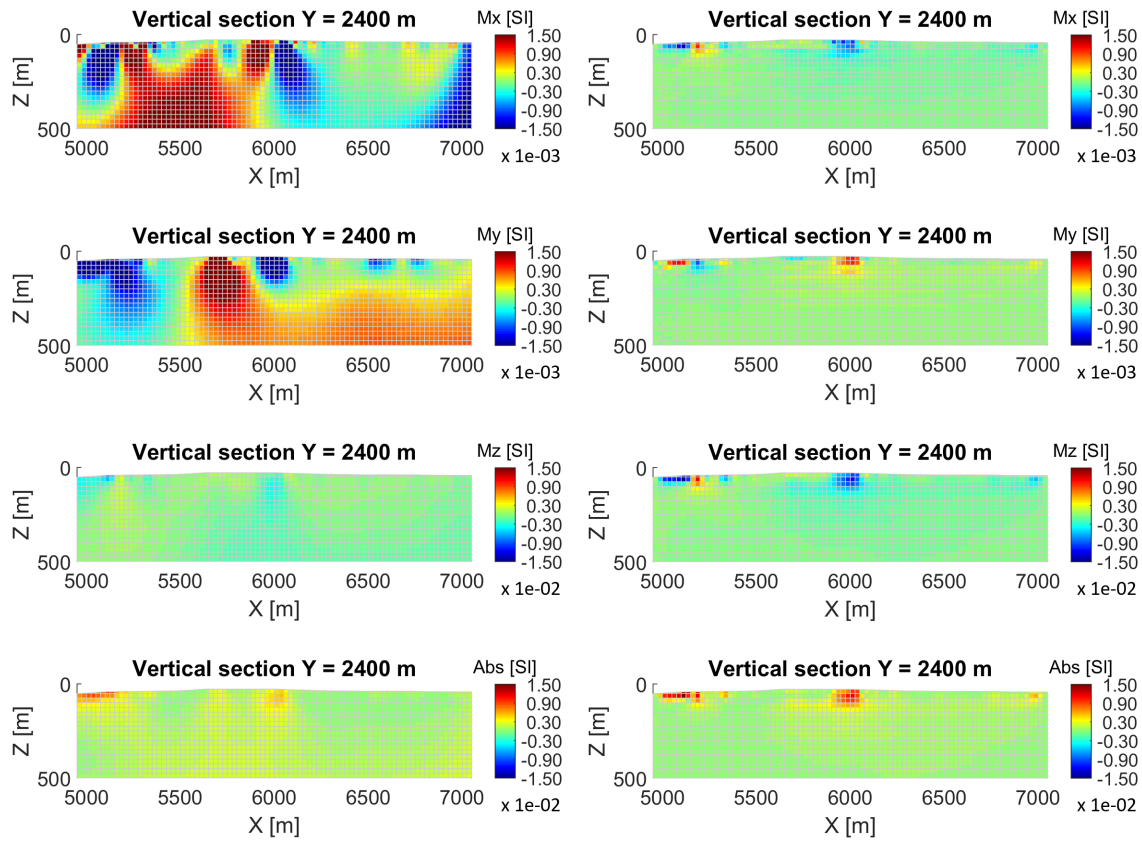 Vertical section Y = 2400 m
Mx [SI]
Z [m]
0
500
5000 5500 6000 6500 7000
X [m]
1.50
0.90
0.30
-0.30
-0.90
-1.50
x 1e-03
Vertical section Y = 2400 m
Mx [SI]
Z [m]
0
500
5000 5500 6000 6500 7000
X [m]
1.50
0.90
0.30
-0.30
-0.90
-1.50
x 1e-03
Vertical section Y = 2400 m
My [SI]
Z [m]
0
500
5000 5500 6000 6500 7000
X [m]
1.50
0.90
0.30
-0.30
-0.90
-1.50
x 1e-03
Vertical section Y = 2400 m
My [SI]
Z [m]
0
500
5000 5500 6000 6500 7000
X [m]
1.50
0.90
0.30
-0.30
-0.90
-1.50
x 1e-03
Vertical section Y = 2400 m
Mz [SI]
Z [m]
0
500
5000 5500 6000 6500 7000
X [m]
1.50
0.90
0.30
-0.30
-0.90
-1.50
x 1e-02
Vertical section Y = 2400 m
Mz [SI]
Z [m]
0
500
5000 5500 6000 6500 7000
X [m]
1.50
0.90
0.30
-0.30
-0.90
-1.50
x 1e-02
Vertical section Y = 2400 m
Abs [SI]
Z [m]
0
500
5000 5500 6000 6500 7000
X [m]
1.50
0.90
0.30
-0.30
-0.90
-1.50
x 1e-02
Vertical section Y = 2400 m
Abs [SI]
Z [m]
0
500
5000 5500 6000 6500 7000
X [m]
1.50
0.90
0.30
-0.30
-0.90
-1.50
x 1e-02